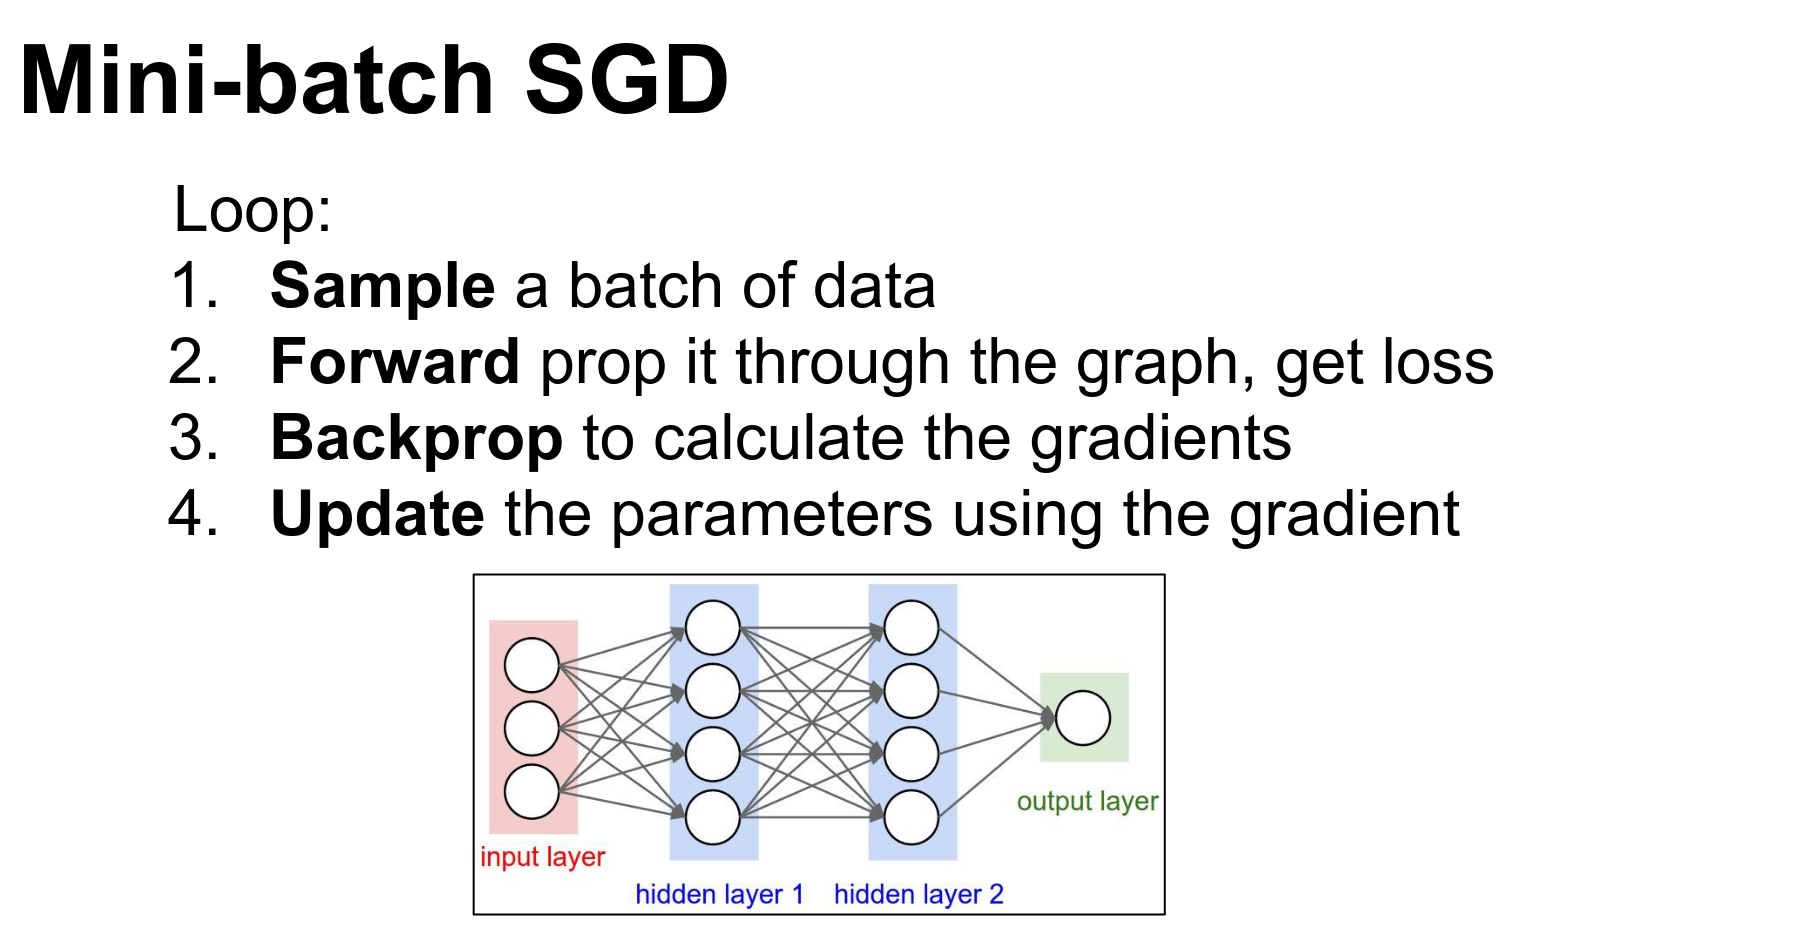 Mini-batch SGD
Loop:
1. Sample a batch of data
2. Forward prop it through the graph, get loss
3. Backprop to calculate the gradients
4. Update the parameters using the gradient
input layer
hidden layer 1
hidden layer 2
output layer